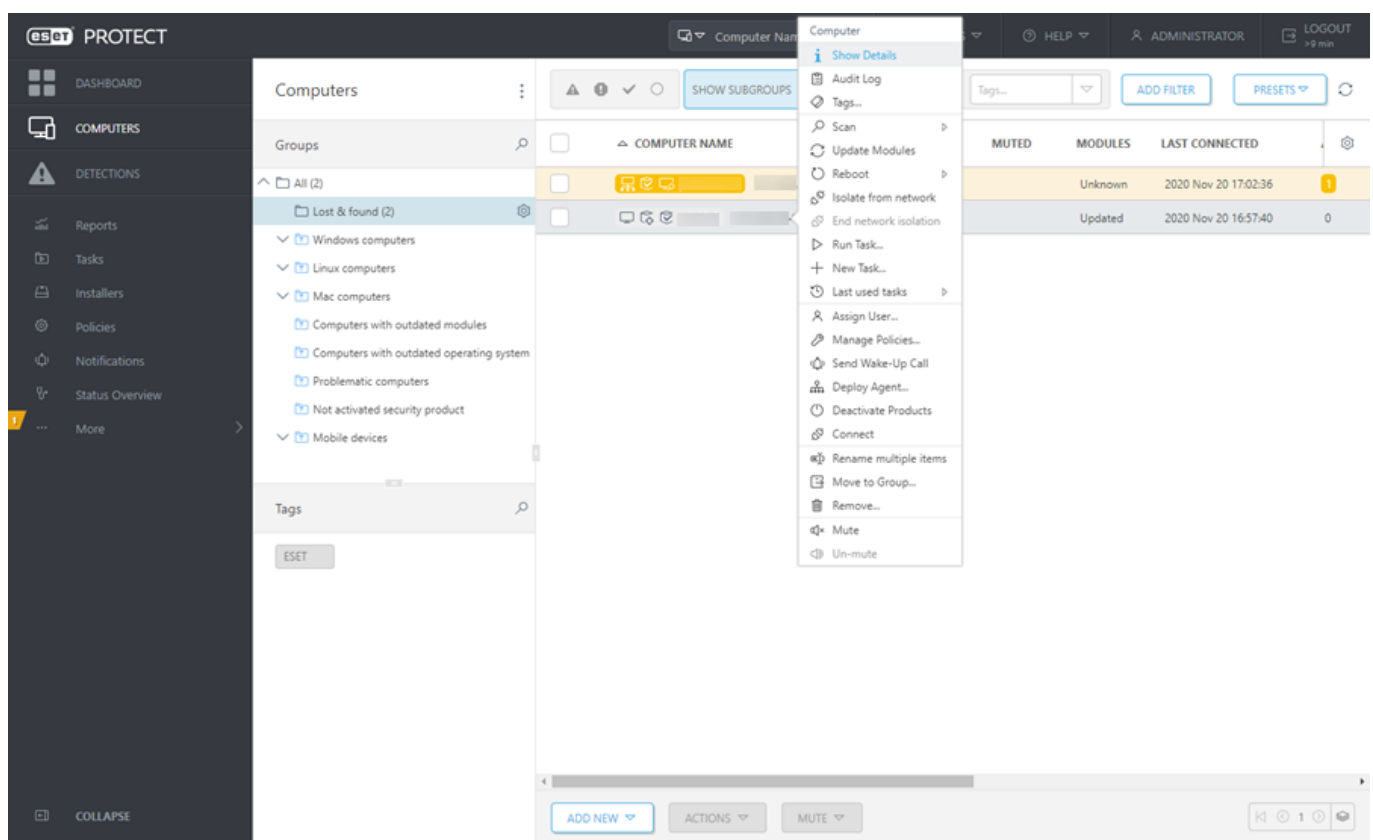 eset PROTECT
Computer Nam
HELP
ADMINISTRATOR
LOGOUT
>9 min
DASHBOARD
COMPUTERS
DETECTIONS
Reports
Tasks
Installers
Policies
Notifications
Status Overview
1
More
COLLAPSE
Computers
Groups
All (2)
Lost & found (2)
Windows computers
Linux computers
Mac computers
Computers with outdated modules
Computers with outdated operating system
Problematic computers
Not activated security product
Mobile devices
Tags
ESET
SHOW SUBGROUPS
Tags...
ADD FILTER
PRESETS
COMPUTER NAME
MUTED
MODULES
LAST CONNECTED
Unknown
2020 Nov 20 17:02:36
1
Updated
2020 Nov 20 16:57:40
0
Computer
Show Details
Audit Log
Tags...
Scan
Update Modules
Reboot
Isolate from network
End network isolation
Run Task...
New Task...
Last used tasks
Assign User...
Manage Policies...
Send Wake-Up Call
Deploy Agent...
Deactivate Products
Connect
Rename multiple items
Move to Group...
Remove...
Mute
Un-mute
ADD NEW
ACTIONS
MUTE
1